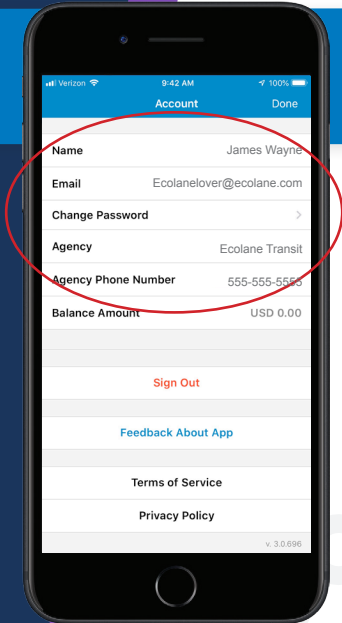 Verizon 9:42 AM 100%
Account Done
Name James Wayne
Email Ecolanelover@ecolane.com
Change Password
Agency Ecolane Transit
Agency Phone Number 555-555-5555
Balance Amount USD 0.00
Sign Out
Feedback About App
Terms of Service
Privacy Policy
v. 3.0.696